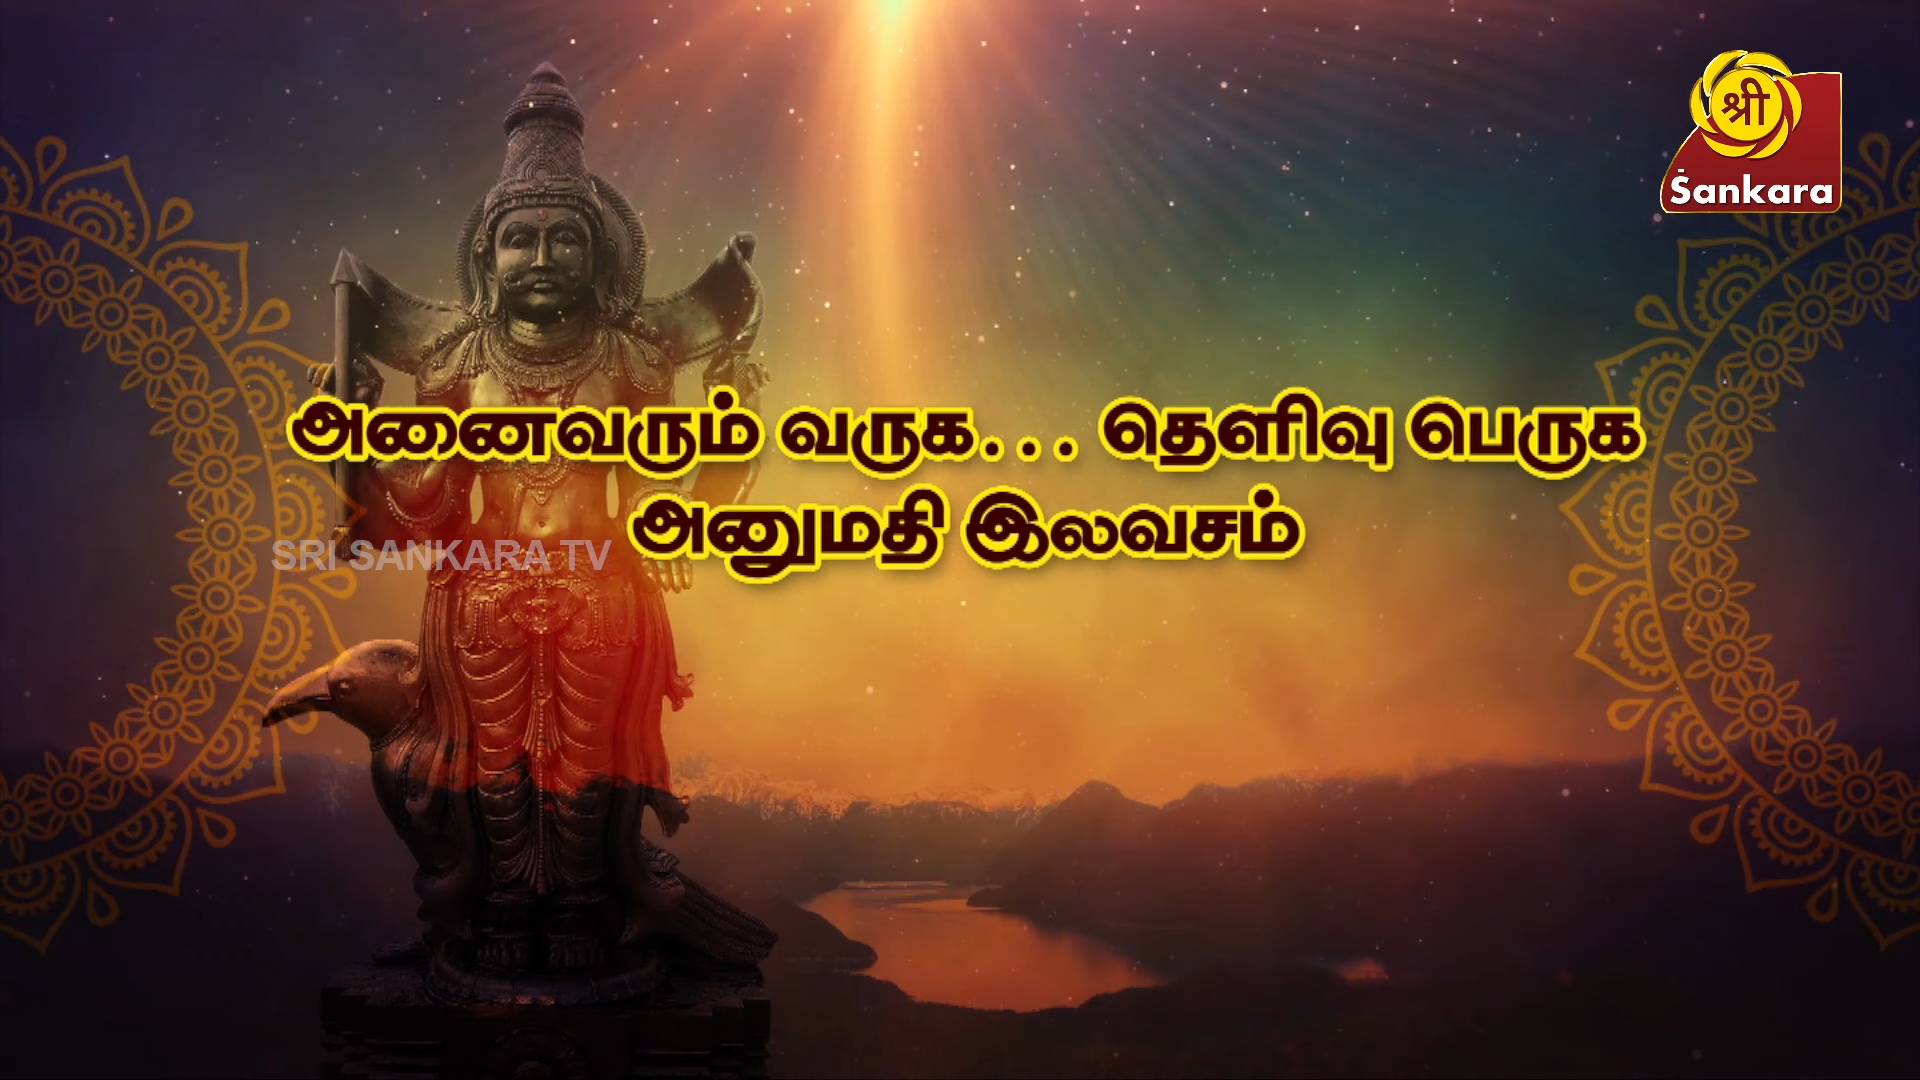 श्री
Sankara
அனைவரும் வருக... தெளிவு பெருக
அனுமதி இலவசம்
SRI SANKARA TV